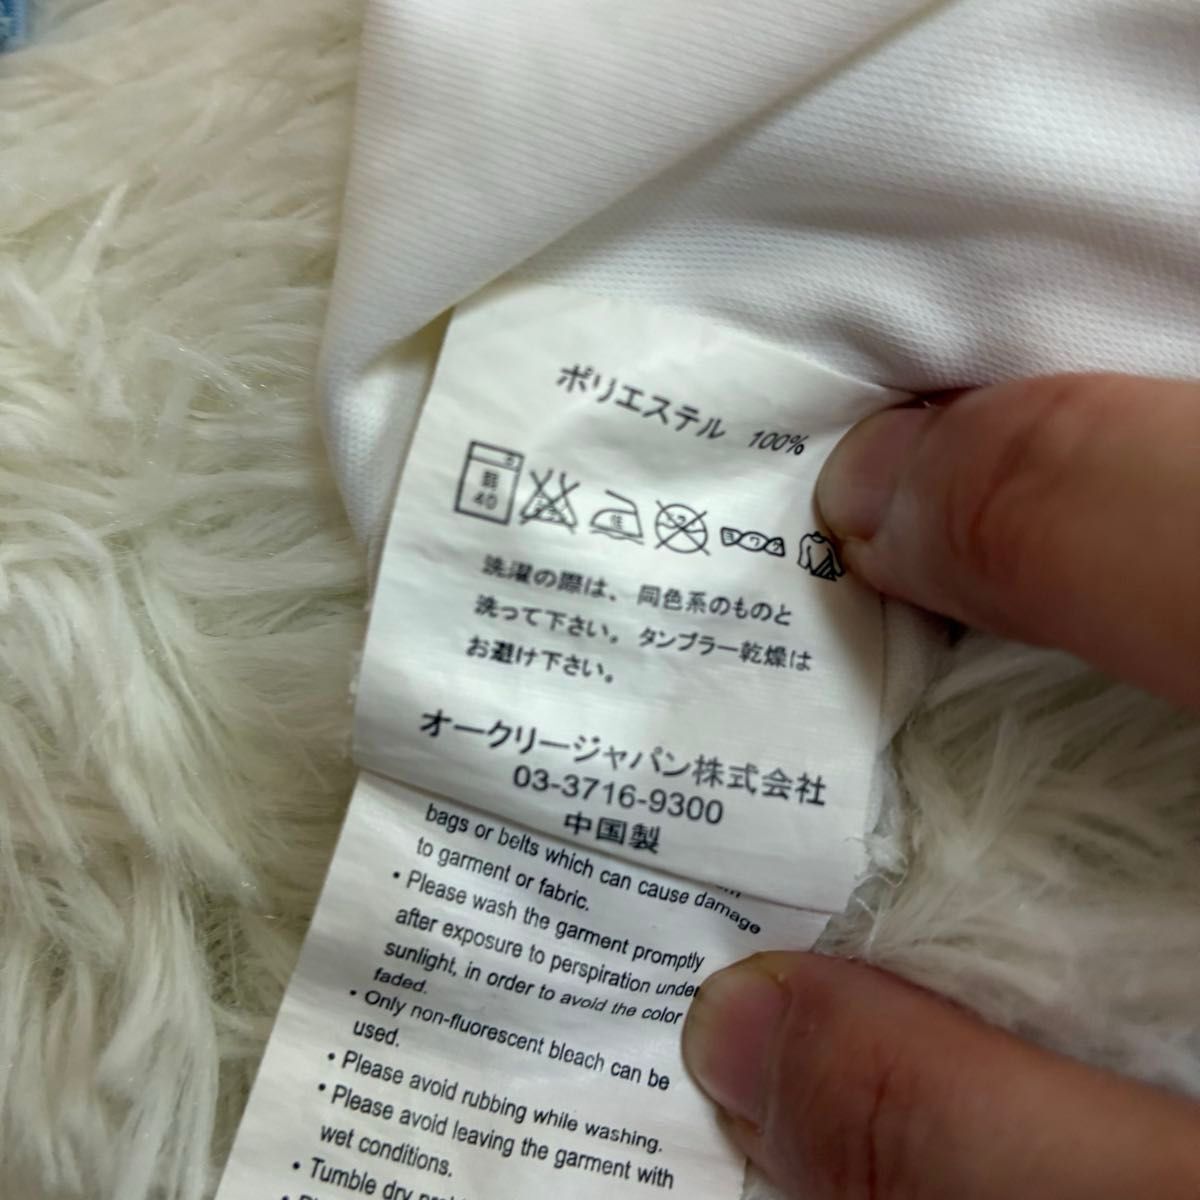 ポリエステル 100%
弱
40
低
ヨワク
洗濯の際は、同色系のものと
洗って下さい。タンブラー乾燥は
お避け下さい。
オークリージャパン株式会社
03-3716-9300
中国製
bags or belts which can cause damage
to garment or fabric.
• Please wash the garment promptly
after exposure to perspiration under
sunlight, in order to avoid the color
faded.
• Only non-fluorescent bleach can be
used.
• Please avoid rubbing while washing.
• Please avoid leaving the garment with
wet conditions.
• Tumble dry